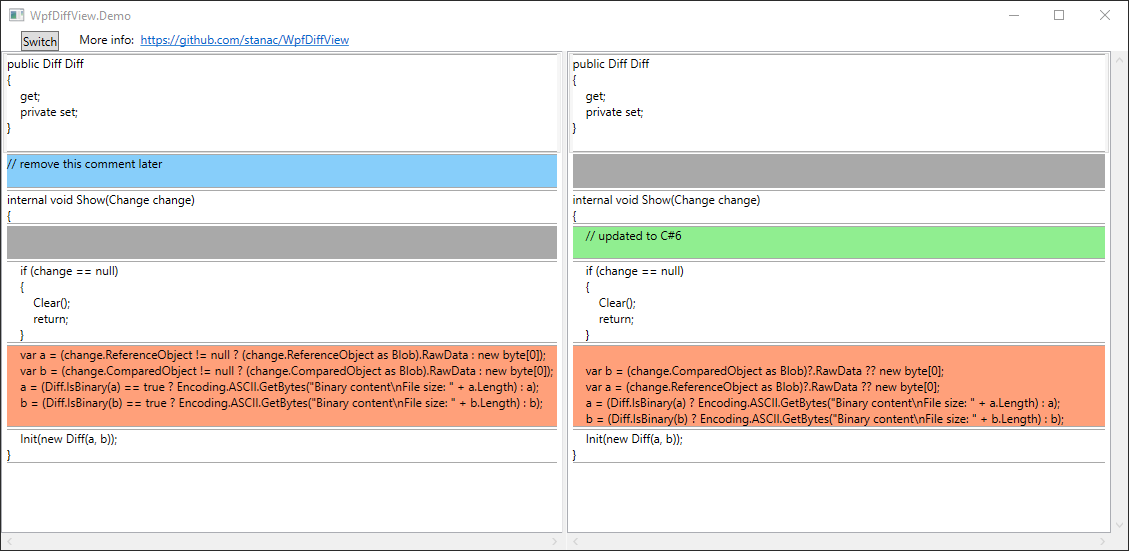 WpfDiffView.Demo
Switch More info: https://github.com/stanac/WpfDiffView
public Diff Diff
{
    get;
    private set;
}
// remove this comment later
internal void Show(Change change)
{
    if (change == null)
    {
        Clear();
        return;
    }
    var a = (change.ReferenceObject != null ? (change.ReferenceObject as Blob).RawData : new byte[0]);
    var b = (change.ComparedObject != null ? (change.ComparedObject as Blob).RawData : new byte[0]);
    a = (Diff.IsBinary(a) == true ? Encoding.ASCII.GetBytes("Binary content\nFile size: " + a.Length) : a);
    b = (Diff.IsBinary(b) == true ? Encoding.ASCII.GetBytes("Binary content\nFile size: " + b.Length) : b);
    Init(new Diff(a, b));
}
public Diff Diff
{
    get;
    private set;
}
internal void Show(Change change)
{
    // updated to C#6
    if (change == null)
    {
        Clear();
        return;
    }
    var b = (change.ComparedObject as Blob)?.RawData ?? new byte[0];
    var a = (change.ReferenceObject as Blob)?.RawData ?? new byte[0];
    a = (Diff.IsBinary(a) ? Encoding.ASCII.GetBytes("Binary content\nFile size: " + a.Length) : a);
    b = (Diff.IsBinary(b) ? Encoding.ASCII.GetBytes("Binary content\nFile size: " + b.Length) : b);
    Init(new Diff(a, b));
}